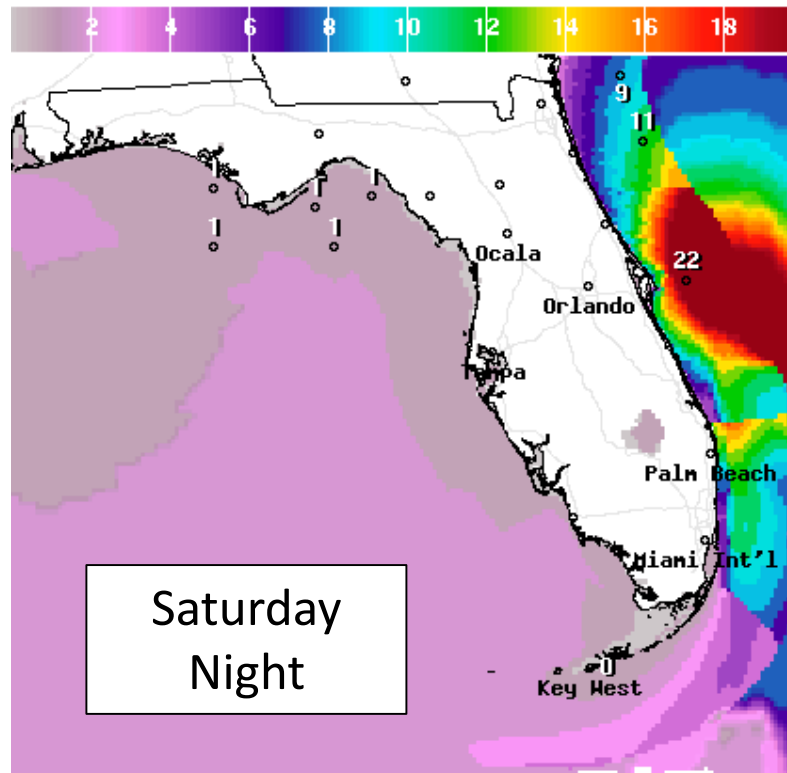 2 4 6 8 10 12 14 16 18
9
11
1
1 1
1 1
Ocala
22
Orlando
Tampa
Palm Beach
Miami Int'l
Saturday
Night
0
Key West